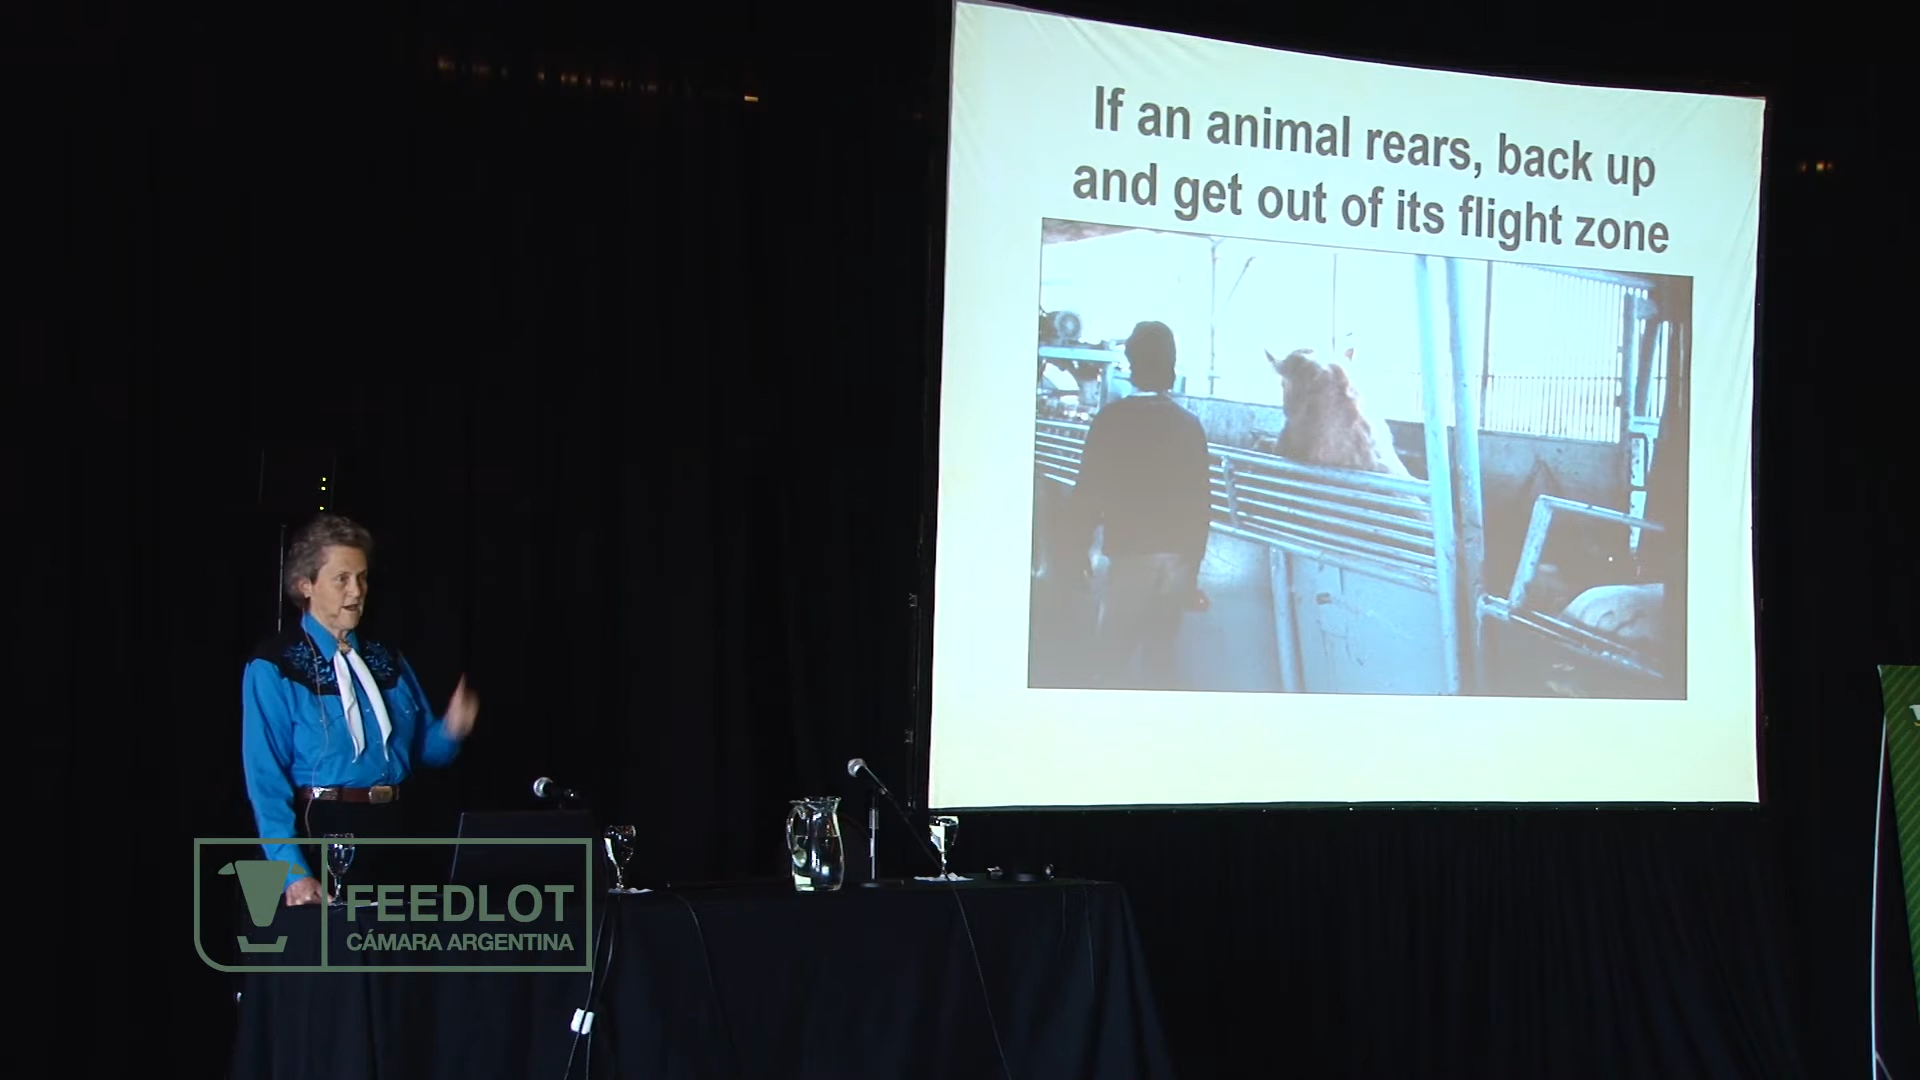 If an animal rears, back up
and get out of its flight zone
FEEDLOT
CÁMARA ARGENTINA